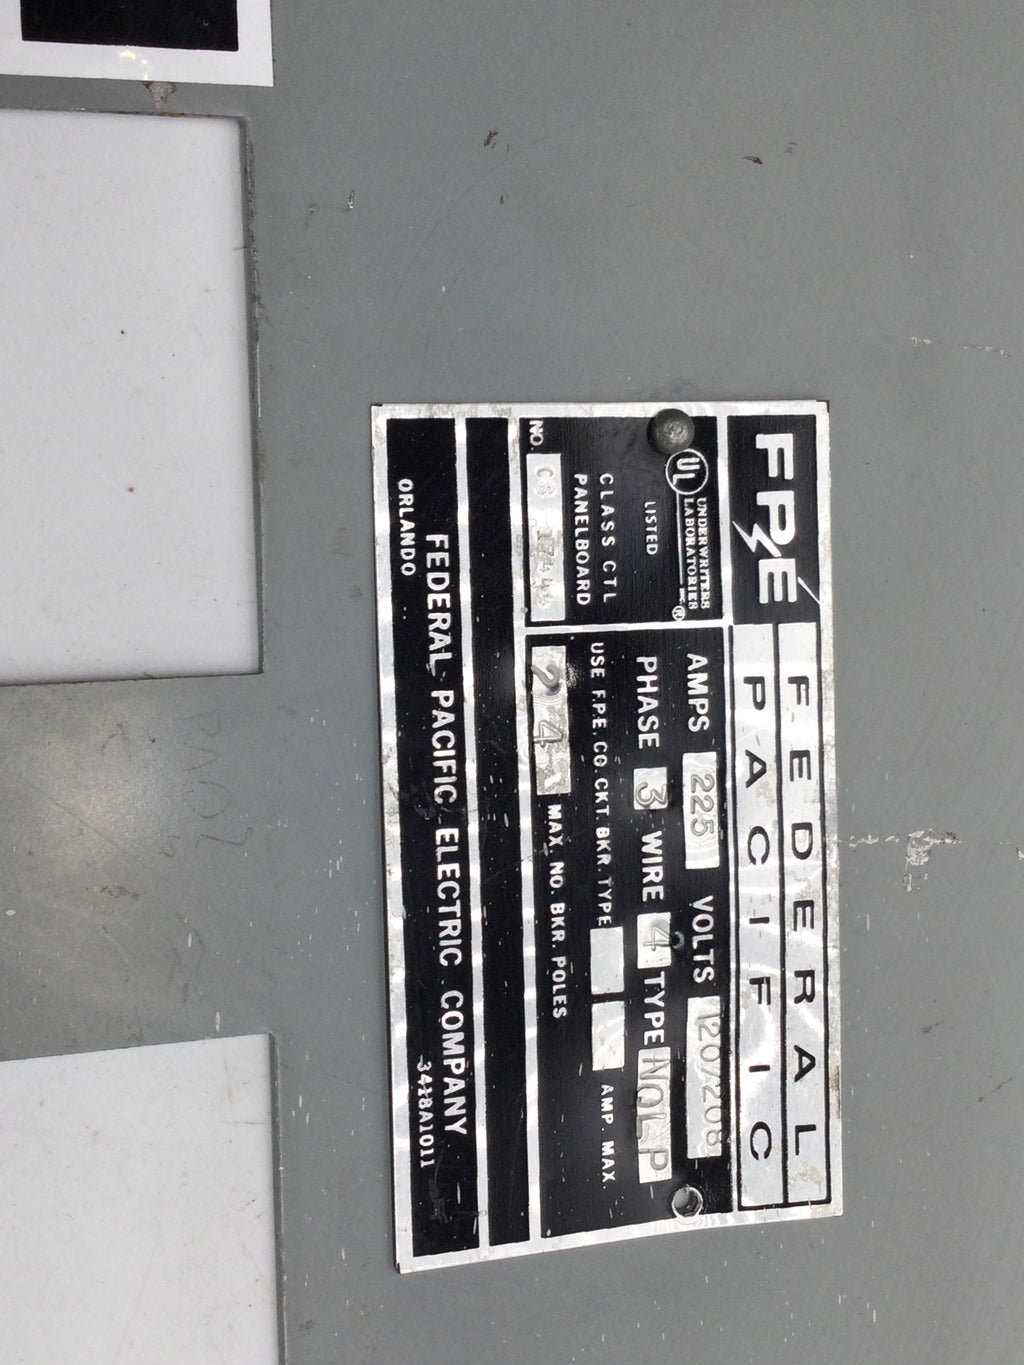 FPE
FEDERAL
PACIFIC
UL UNDERWRITERS
LABORATORIES INC.®
LISTED
CLASS CTL
PANELBOARD
NO.
AMPS 225 VOLTS 120/208
PHASE 3 WIRE 4 TYPE NQLP
USE F.P.E. CO. CKT. BKR. TYPE AMP. MAX.
24 MAX. NO. BKR. POLES
FEDERAL PACIFIC ELECTRIC COMPANY
ORLANDO 3418A1011